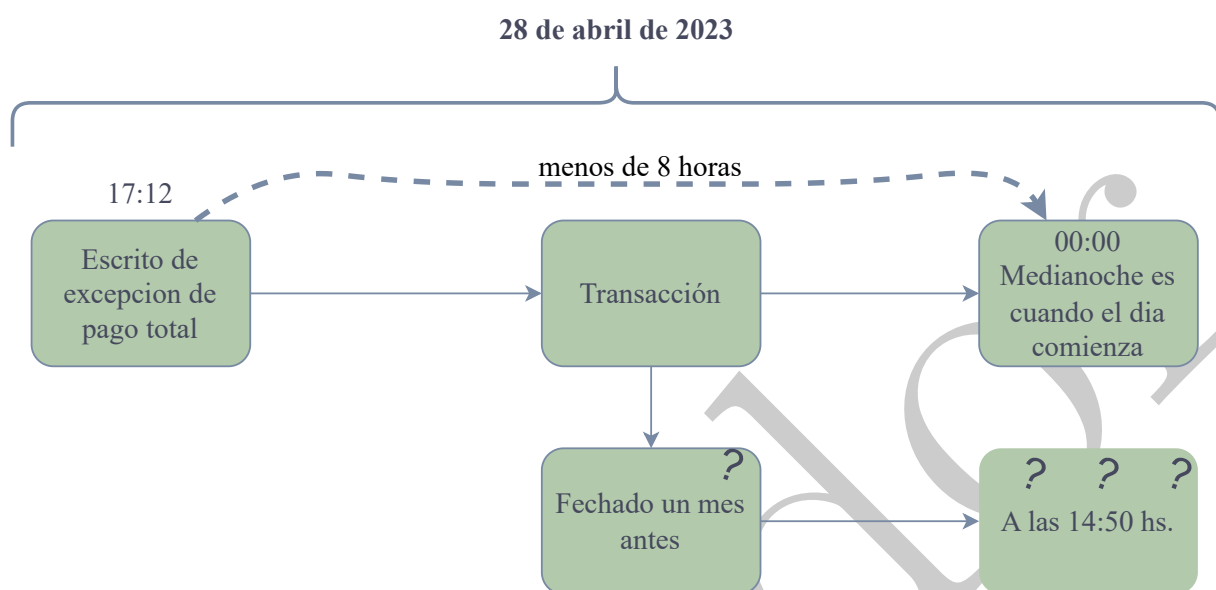 28 de abril de 2023
menos de 8 horas
17:12
Escrito de
excepcion de
pago total
Transacción
00:00
Medianoche es
cuando el dia
comienza
?
Fechado un mes
antes
? ? ?
A las 14:50 hs.